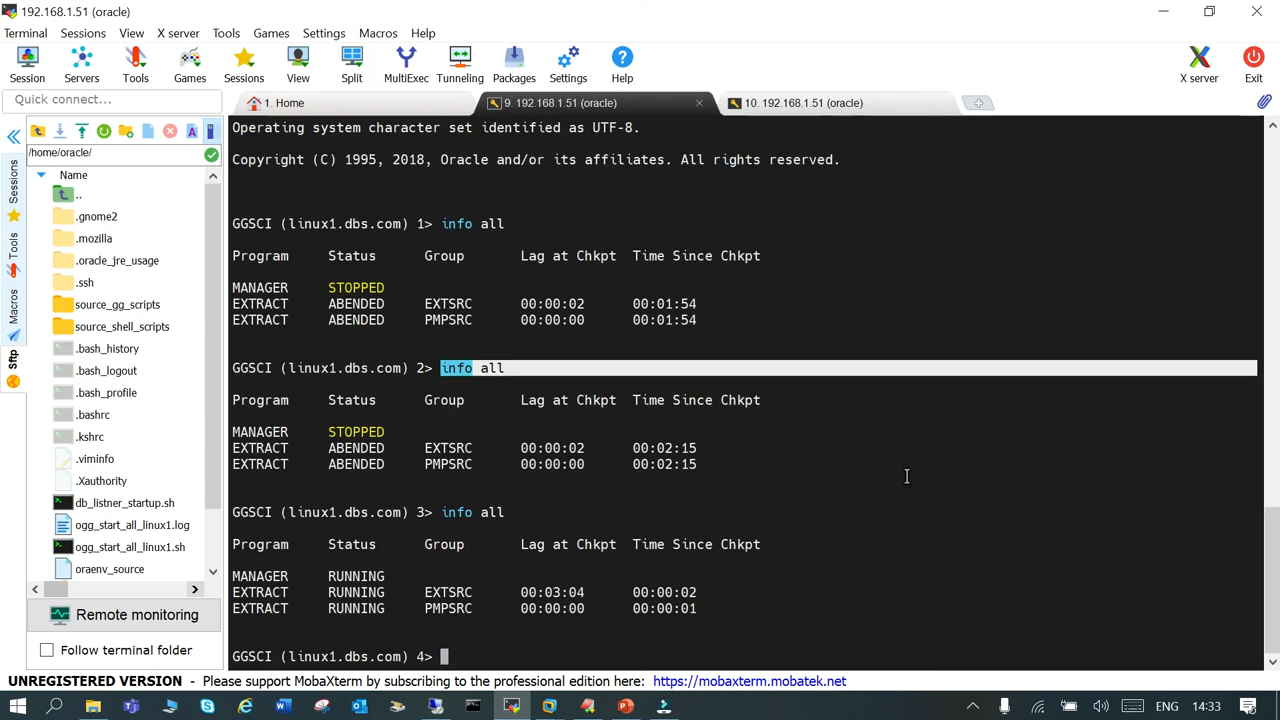 192.168.1.51 (oracle)
Terminal Sessions View X server Tools Games Settings Macros Help
Session Servers Tools Games Sessions View Split MultiExec Tunneling Packages Settings Help X server Exit
Quick connect...
1. Home
9. 192.168.1.51 (oracle)
10. 192.168.1.51 (oracle)
Sessions
Tools
Macros
Sftp
/home/oracle/
Name
..
.gnome2
.mozilla
.oracle_jre_usage
.ssh
source_gg_scripts
source_shell_scripts
.bash_history
.bash_logout
.bash_profile
.bashrc
.kshrc
.viminfo
.Xauthority
db_listner_startup.sh
ogg_start_all_linux1.log
ogg_start_all_linux1.sh
oraenv_source
Remote monitoring
Follow terminal folder
Operating system character set identified as UTF-8.
Copyright (C) 1995, 2018, Oracle and/or its affiliates. All rights reserved.
GGSCI (linux1.dbs.com) 1> info all
Program Status Group Lag at Chkpt Time Since Chkpt
MANAGER STOPPED
EXTRACT ABENDED EXTSRC 00:00:02 00:01:54
EXTRACT ABENDED PMPSRC 00:00:00 00:01:54
GGSCI (linux1.dbs.com) 2> info all
Program Status Group Lag at Chkpt Time Since Chkpt
MANAGER STOPPED
EXTRACT ABENDED EXTSRC 00:00:02 00:02:15
EXTRACT ABENDED PMPSRC 00:00:00 00:02:15
GGSCI (linux1.dbs.com) 3> info all
Program Status Group Lag at Chkpt Time Since Chkpt
MANAGER RUNNING
EXTRACT RUNNING EXTSRC 00:03:04 00:00:02
EXTRACT RUNNING PMPSRC 00:00:00 00:00:01
GGSCI (linux1.dbs.com) 4>
UNREGISTERED VERSION - Please support MobaXterm by subscribing to the professional edition here: https://mobaxterm.mobatek.net
ENG 14:33